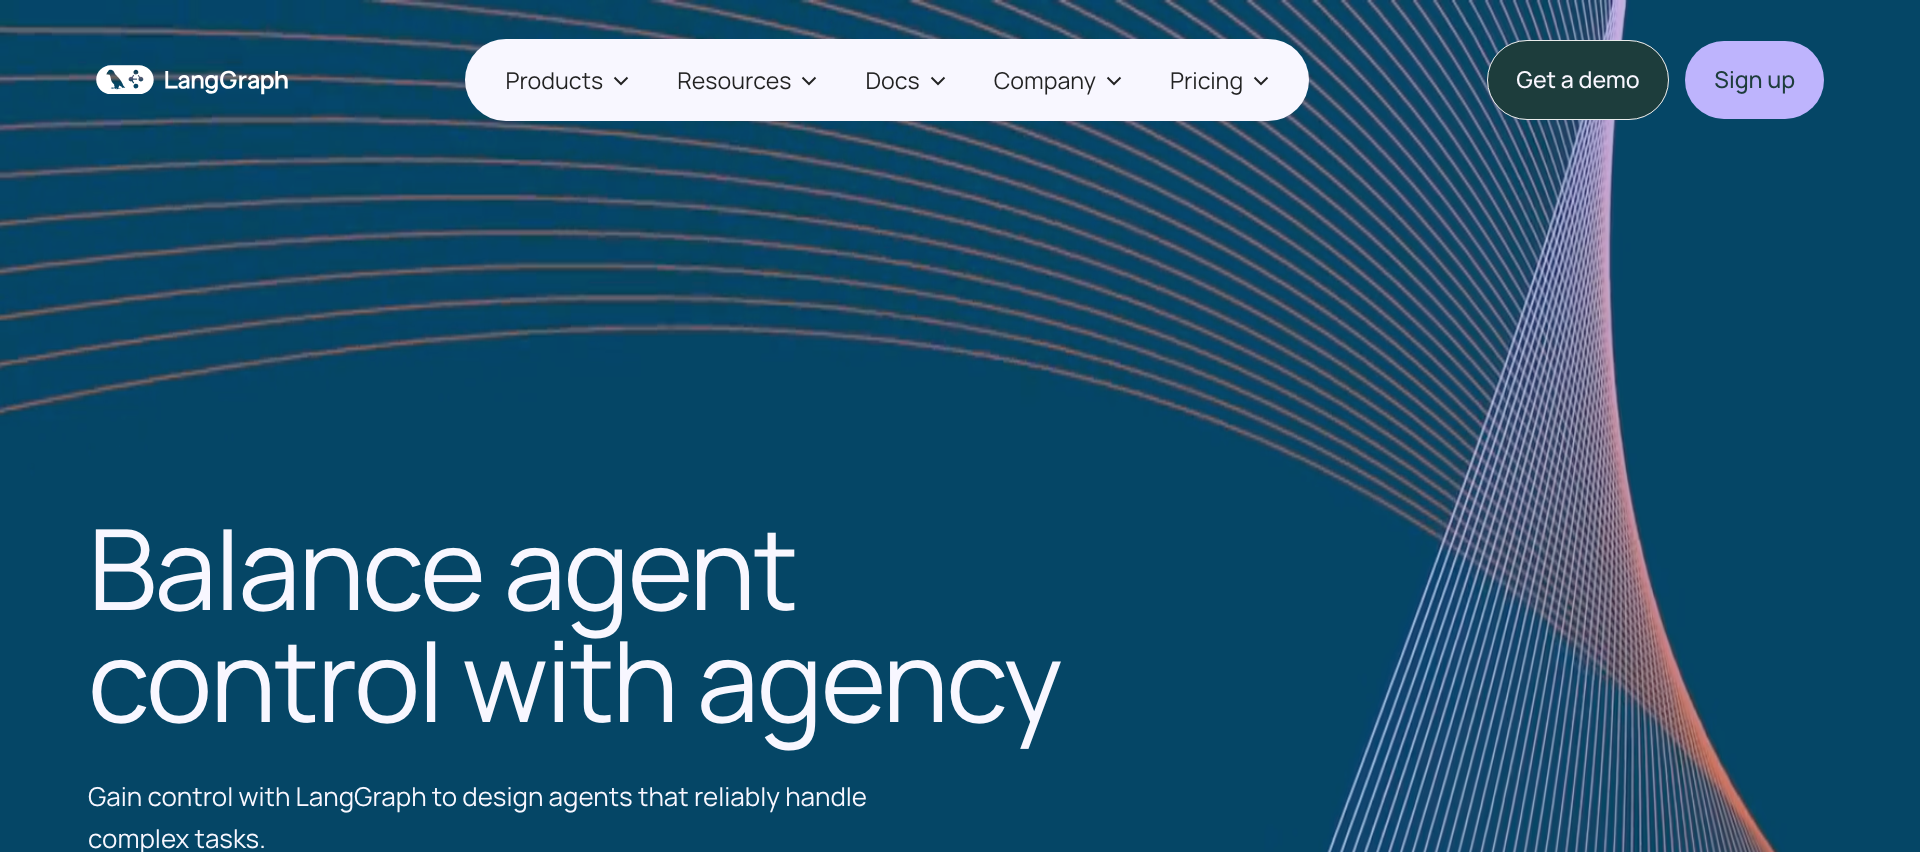 LangGraph
Products
Resources
Docs
Company
Pricing
Get a demo
Sign up
Balance agent
control with agency
Gain control with LangGraph to design agents that reliably handle
complex tasks.